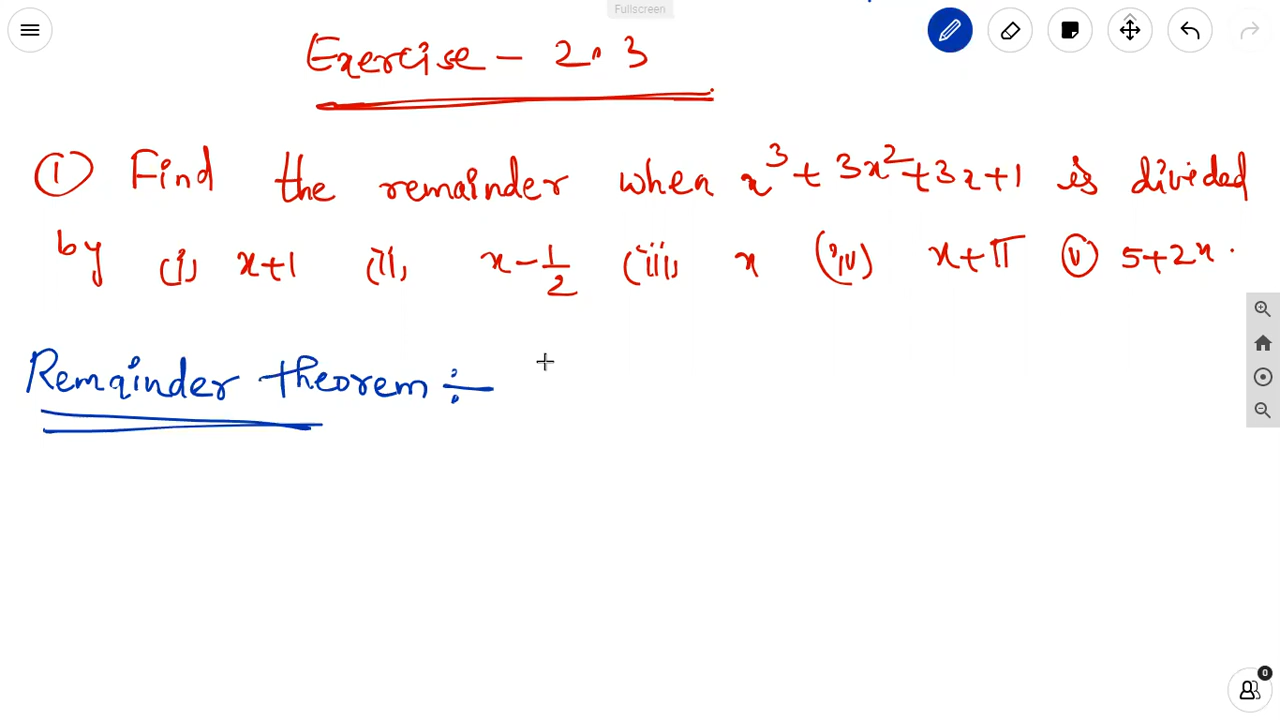 Fullscreen
Exercise - 2.3
① Find the remainder when x³ + 3x² + 3x + 1 is divided
by (i) x+1 (ii) x - 1/2 (iii) x (iv) x+π ⓥ 5+2x.
Remainder theorem ÷
0